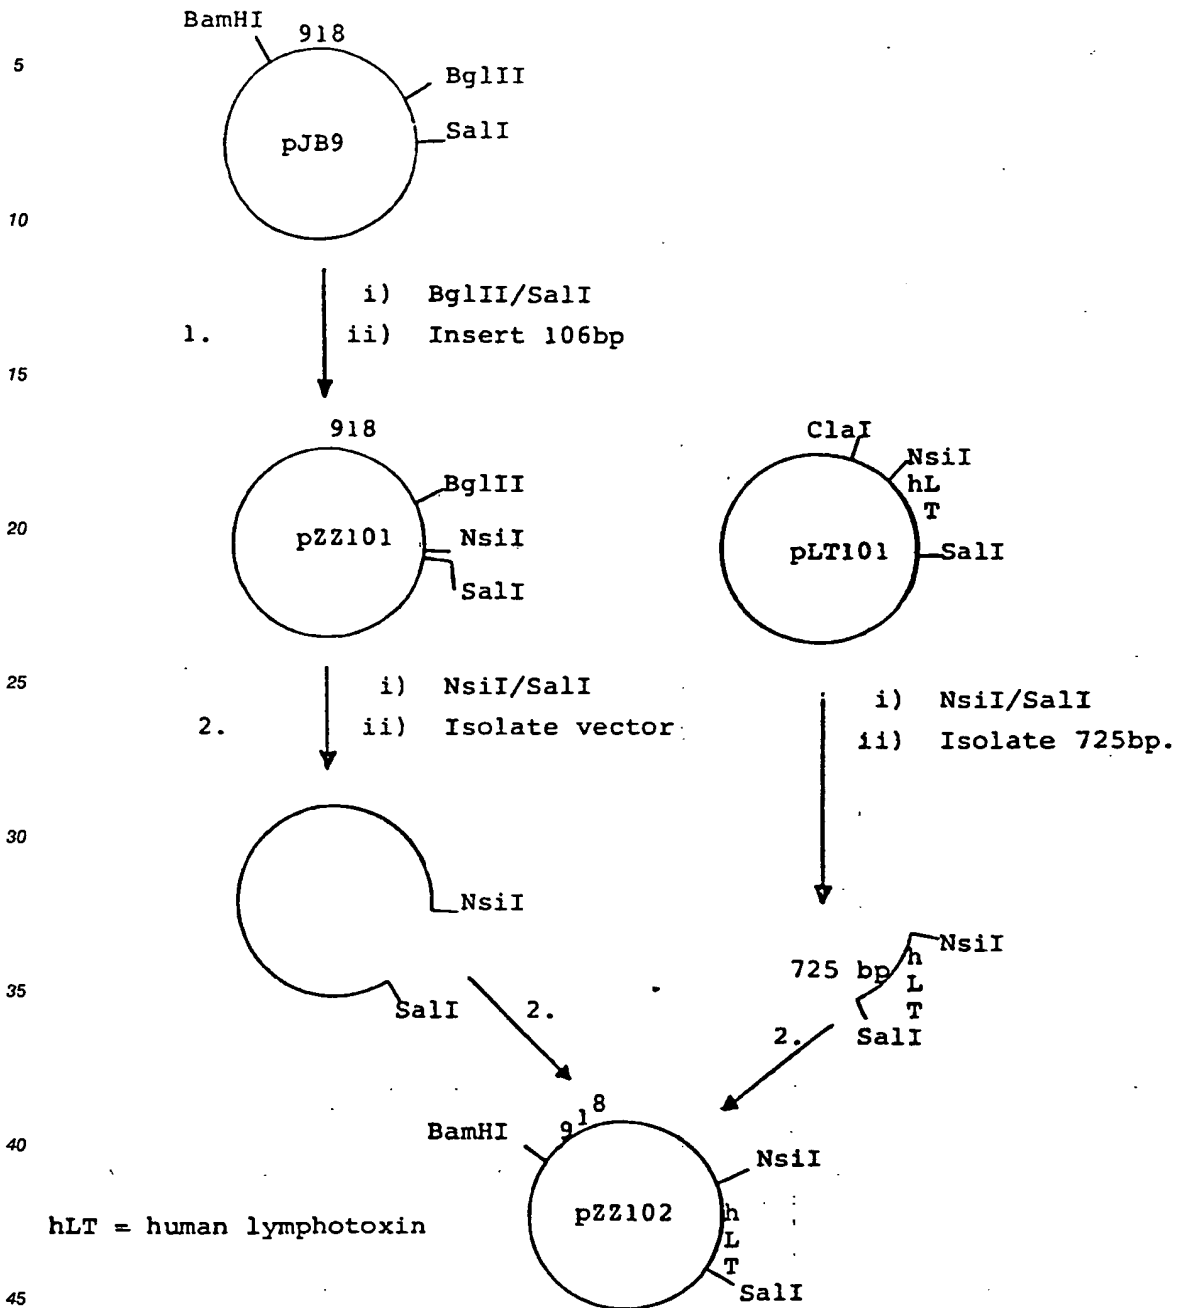 BamHI
918
5
BglII
SalI
pJB9
10
i) BglII/SalI
1.
ii) Insert 106bp
15
918
ClaI
BglII
NsiI
hL
T
20
pZZ101
NsiI
pLT101
SalI
SalI
25
i) NsiI/SalI
2.
ii) Isolate vector
i) NsiI/SalI
ii) Isolate 725bp.
30
NsiI
NsiI
725 bp
h
L
T
35
SalI
2.
2.
SalI
918
40
BamHI
NsiI
hLT = human lymphotoxin
pZZ102
h
L
T
SalI
45